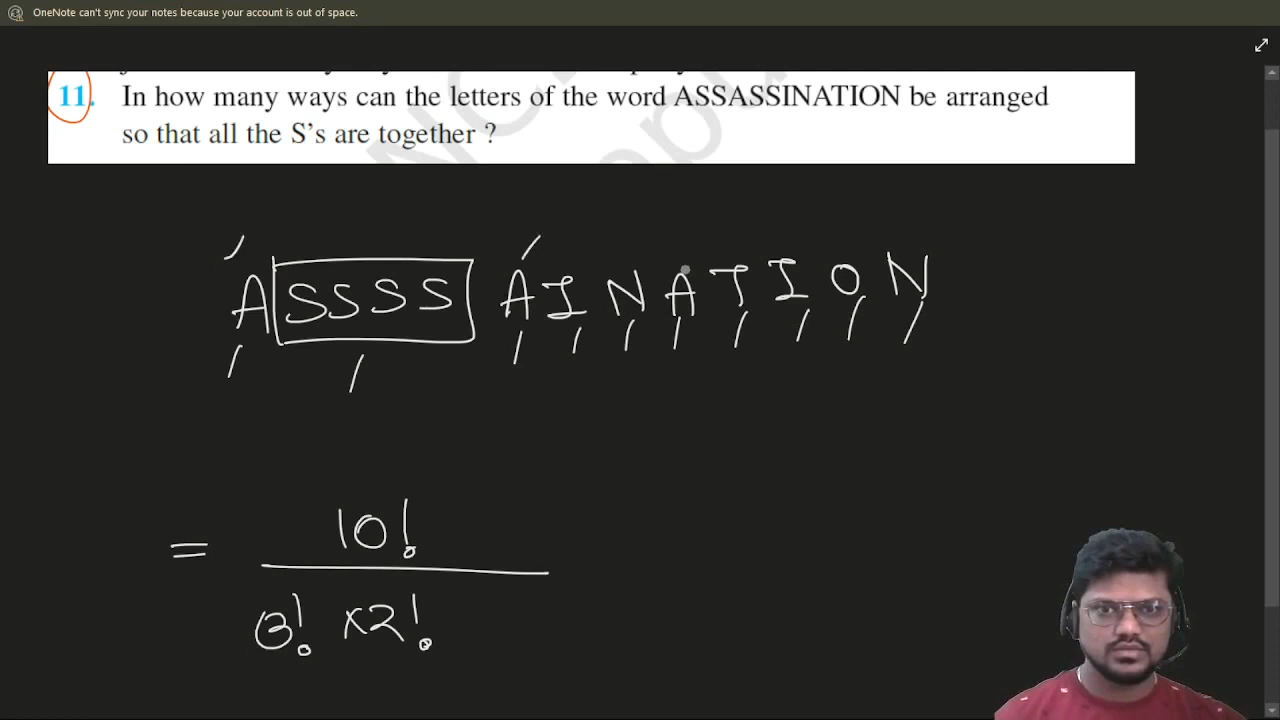 OneNote can't sync your notes because your account is out of space.
11. In how many ways can the letters of the word ASSASSINATION be arranged
so that all the S's are together ?
A SSSS A I N A T I O N
= 10!
3! ×2!